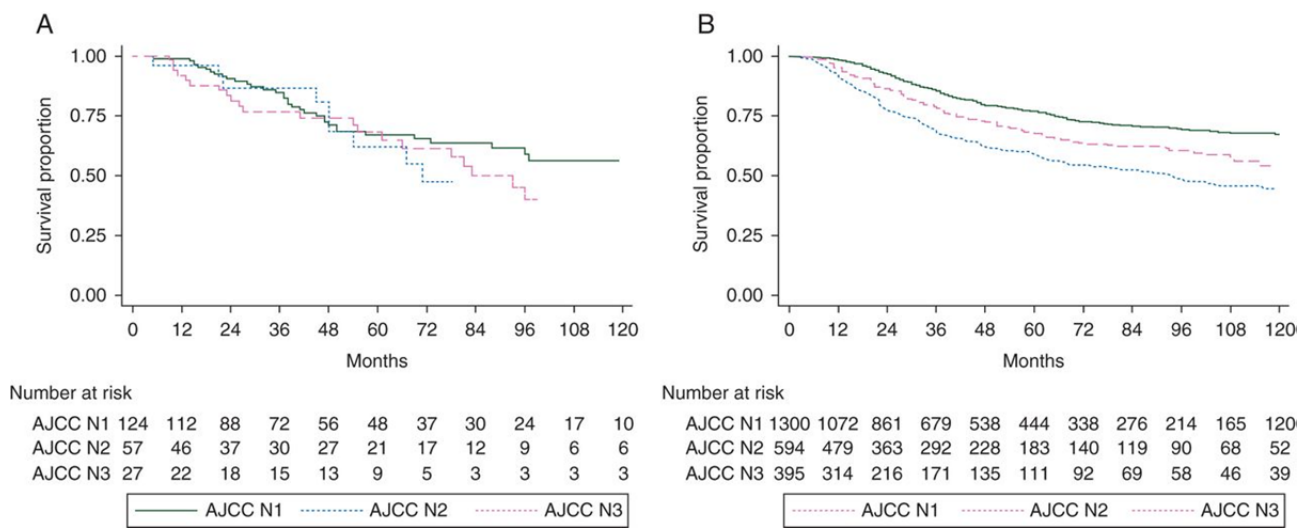 A
1.00
0.75
0.50
0.25
0.00
Survival proportion
0 12 24 36 48 60 72 84 96 108 120
Months
Number at risk
AJCC N1 124 112 88 72 56 48 37 30 24 17 10
AJCC N2 57 46 37 30 27 21 17 12 9 6 6
AJCC N3 27 22 18 15 13 9 5 3 3 3 3
AJCC N1 AJCC N2 AJCC N3
B
1.00
0.75
0.50
0.25
0.00
Survival proportion
0 12 24 36 48 60 72 84 96 108 120
Months
Number at risk
AJCC N1 1300 1072 861 679 538 444 338 276 214 165 1200
AJCC N2 594 479 363 292 228 183 140 119 90 68 52
AJCC N3 395 314 216 171 135 111 92 69 58 46 39
AJCC N1 AJCC N2 AJCC N3